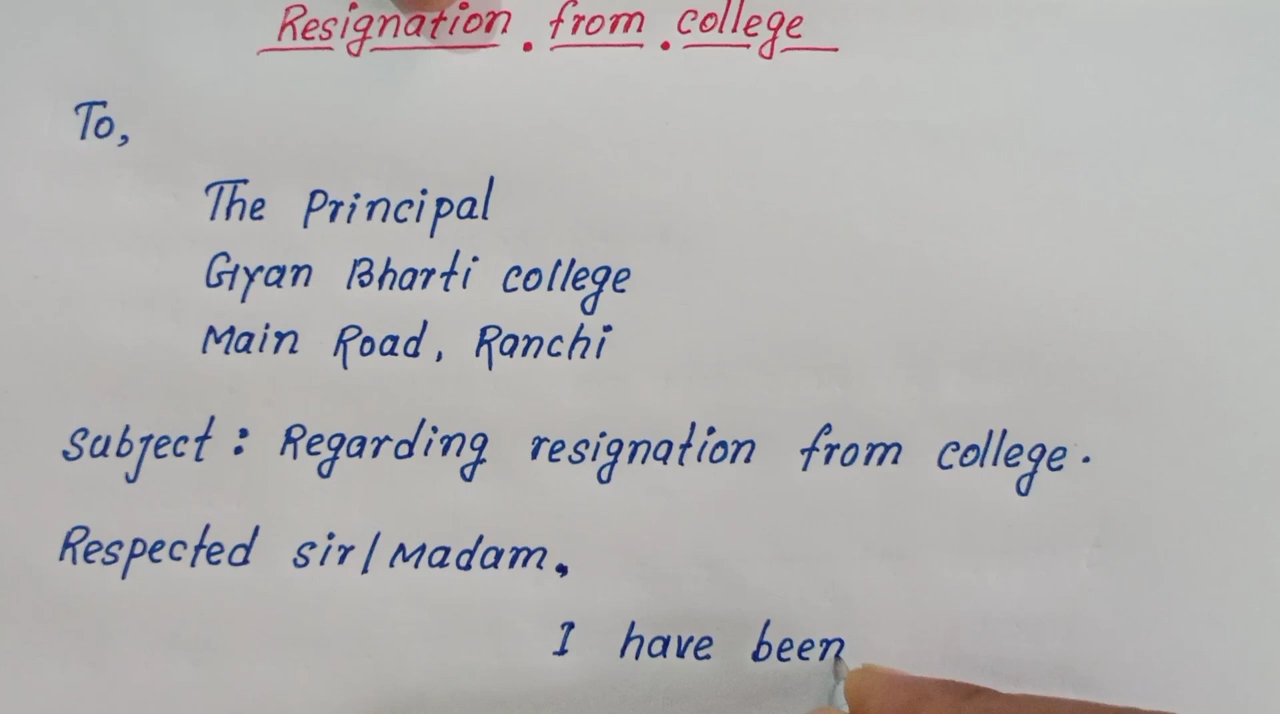 Resignation from college
To,
The Principal
Gyan Bharti college
Main Road, Ranchi
Subject : Regarding resignation from college.
Respected sir/Madam,
I have been